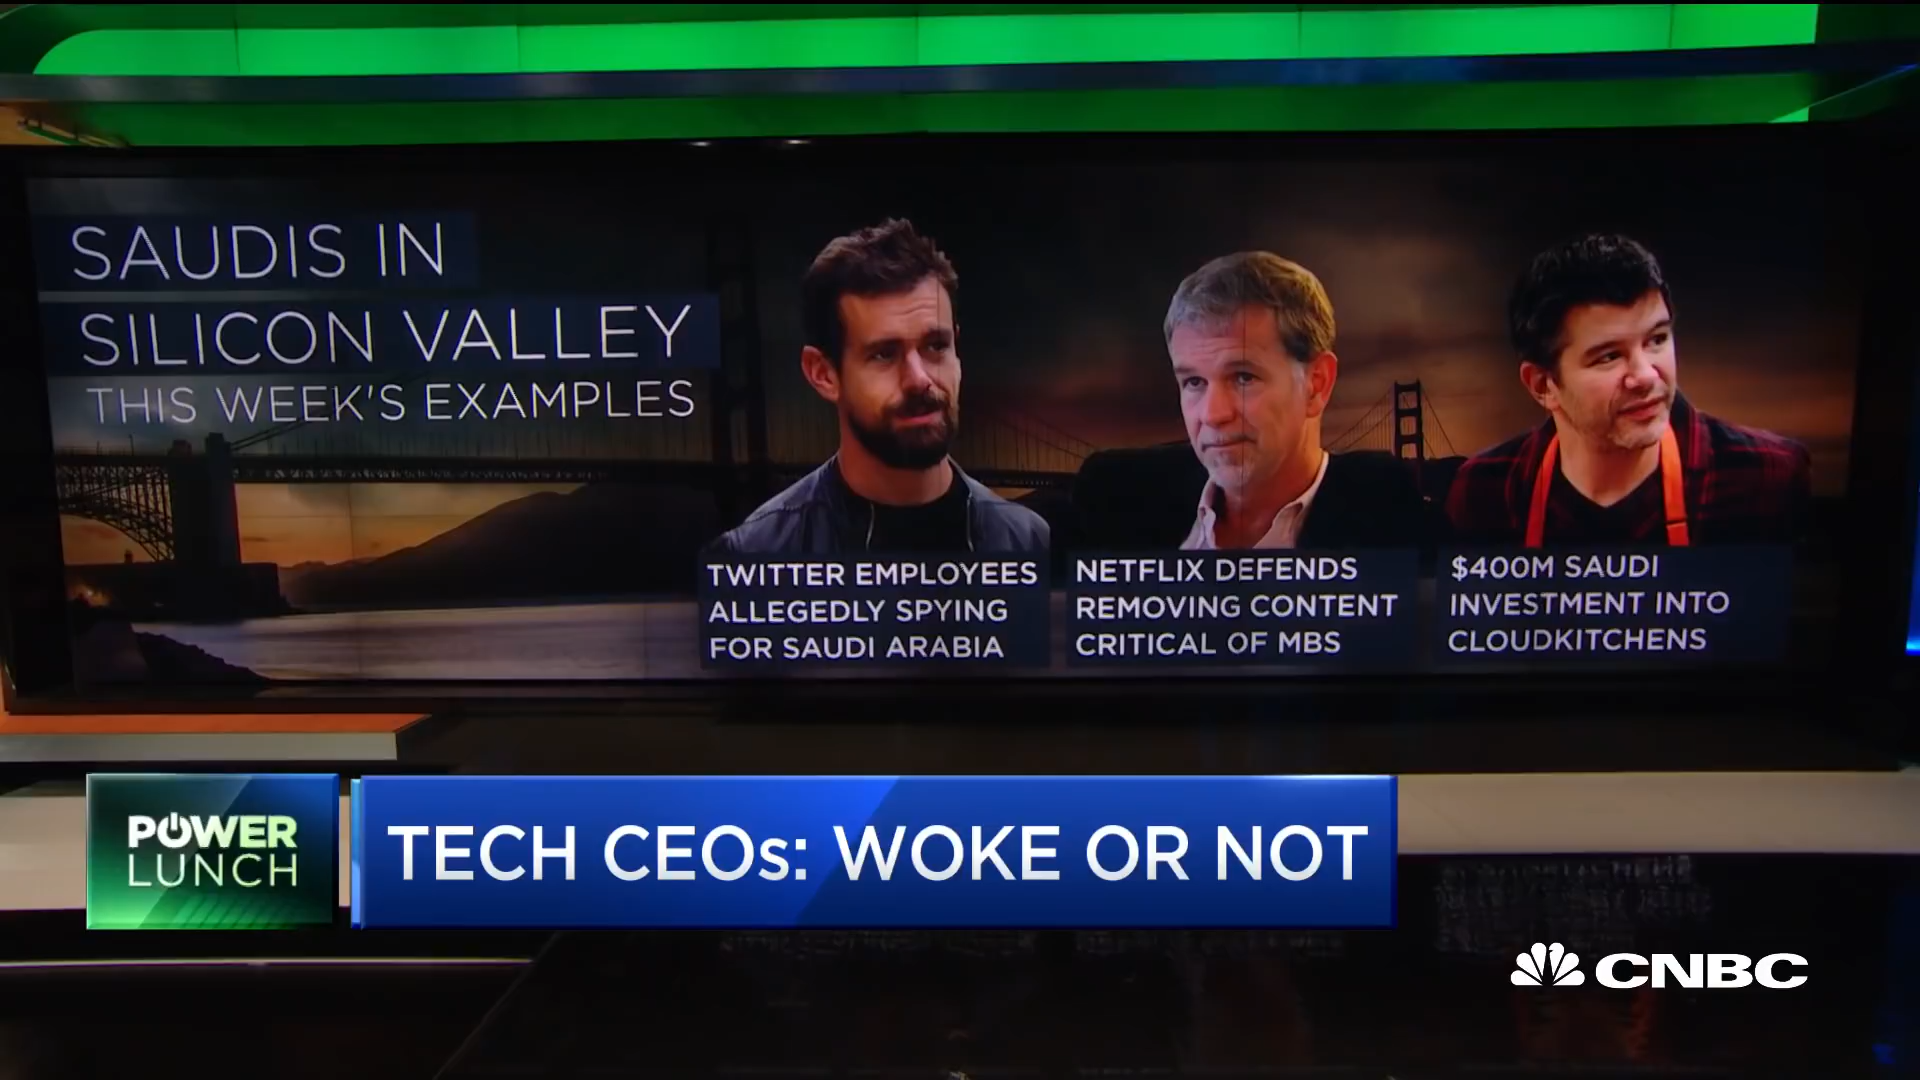 SAUDIS IN
SILICON VALLEY
THIS WEEK'S EXAMPLES
TWITTER EMPLOYEES
ALLEGEDLY SPYING
FOR SAUDI ARABIA
NETFLIX DEFENDS
REMOVING CONTENT
CRITICAL OF MBS
$400M SAUDI
INVESTMENT INTO
CLOUDKITCHENS
POWER
LUNCH
TECH CEOs: WOKE OR NOT
CNBC